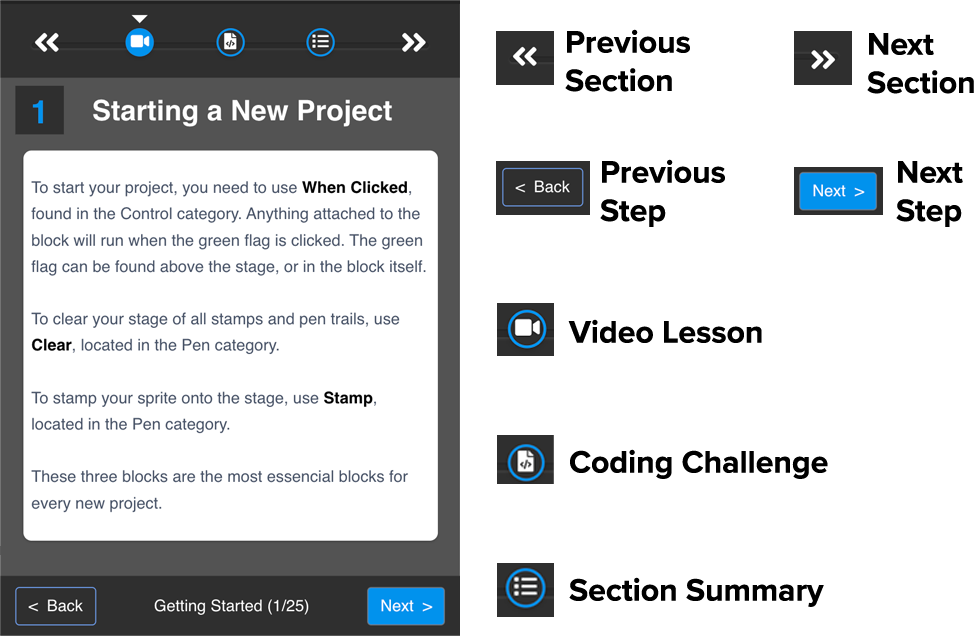 1
Starting a New Project
To start your project, you need to use When Clicked,
found in the Control category. Anything attached to the
block will run when the green flag is clicked. The green
flag can be found above the stage, or in the block itself.
To clear your stage of all stamps and pen trails, use
Clear, located in the Pen category.
To stamp your sprite onto the stage, use Stamp,
located in the Pen category.
These three blocks are the most essencial blocks for
every new project.
< Back
Getting Started (1/25)
Next >
Previous
Section
Next
Section
< Back
Previous
Step
Next >
Next
Step
Video Lesson
Coding Challenge
Section Summary